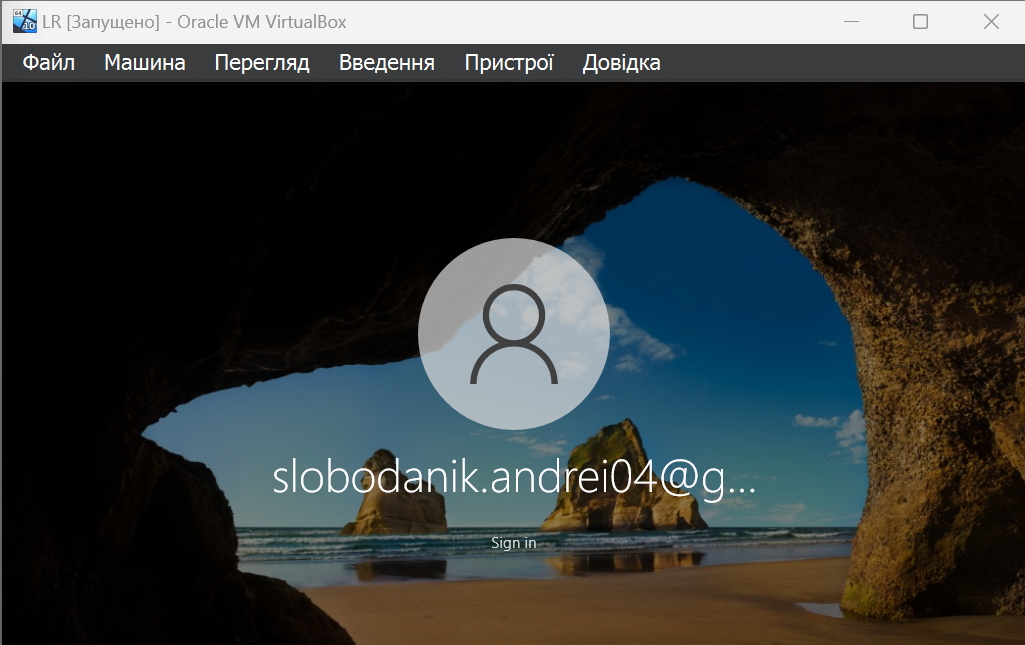 LR [Запущено] - Oracle VM VirtualBox
Файл Машина Перегляд Введення Пристрої Довідка
slobodanik.andrei04@g...
Sign in